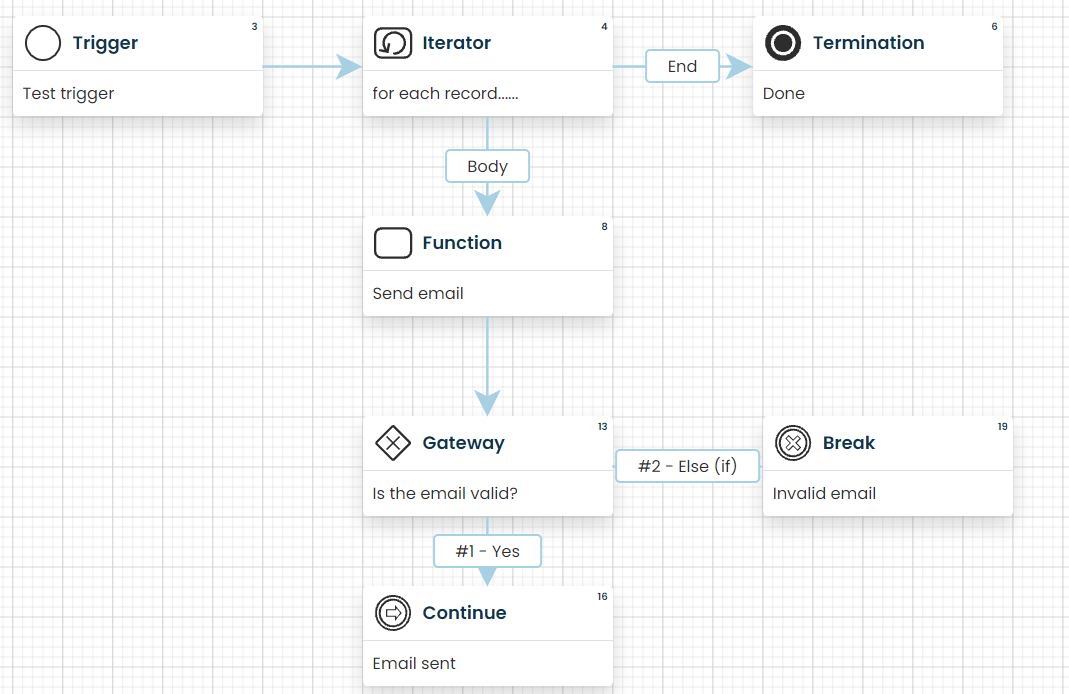 Trigger
3
Test trigger
Iterator
4
for each record......
End
Termination
6
Done
Body
Function
8
Send email
Gateway
13
Is the email valid?
#2 - Else (if)
Break
19
Invalid email
#1 - Yes
Continue
16
Email sent